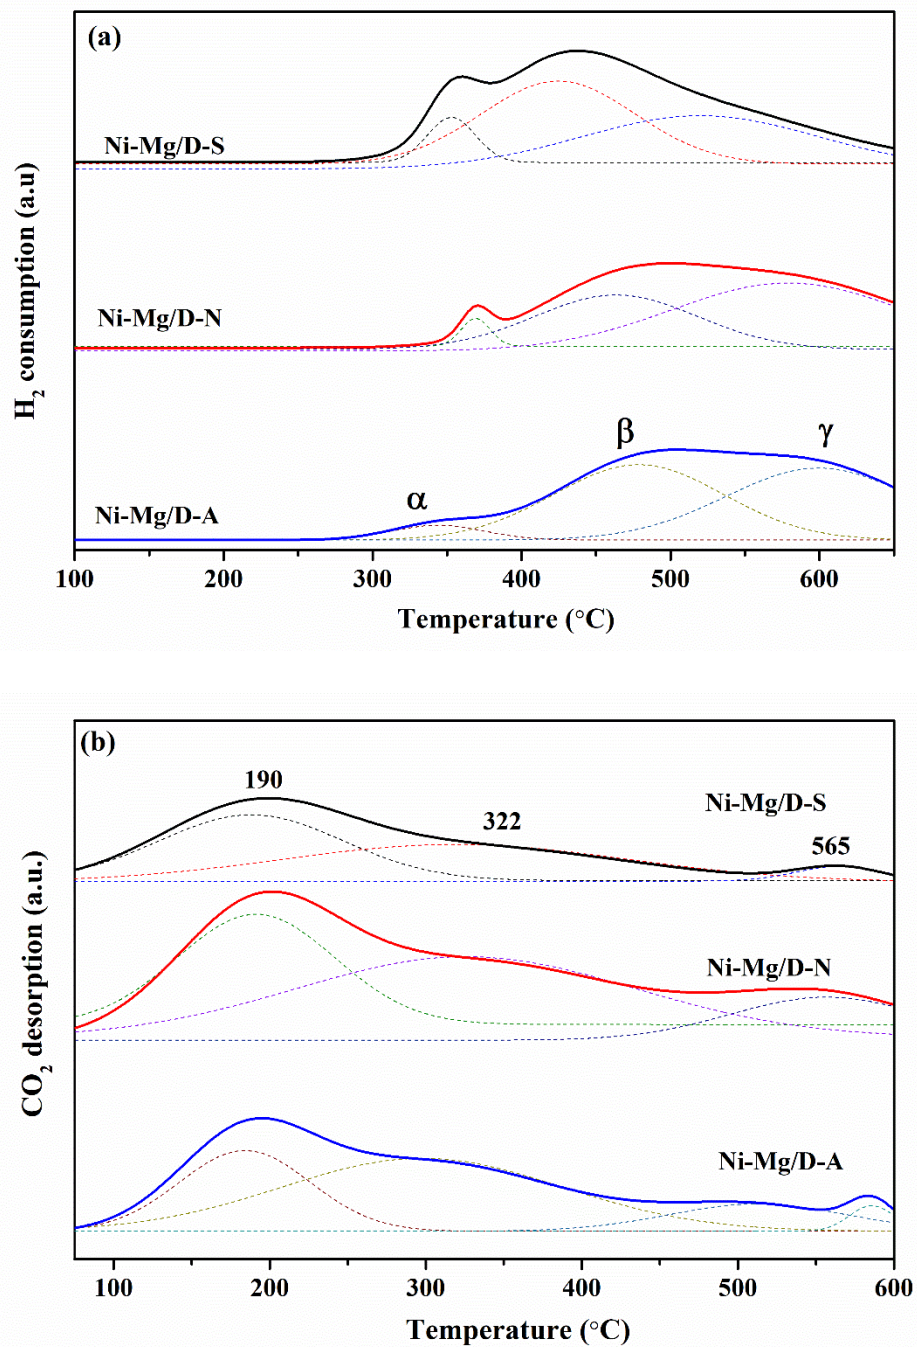 (a)
Ni-Mg/D-S
Ni-Mg/D-N
β
γ
α
Ni-Mg/D-A
H₂ consumption (a.u)
100 200 300 400 500 600
Temperature (°C)
(b)
190
Ni-Mg/D-S
322
565
Ni-Mg/D-N
Ni-Mg/D-A
CO₂ desorption (a.u.)
100 200 300 400 500 600
Temperature (°C)